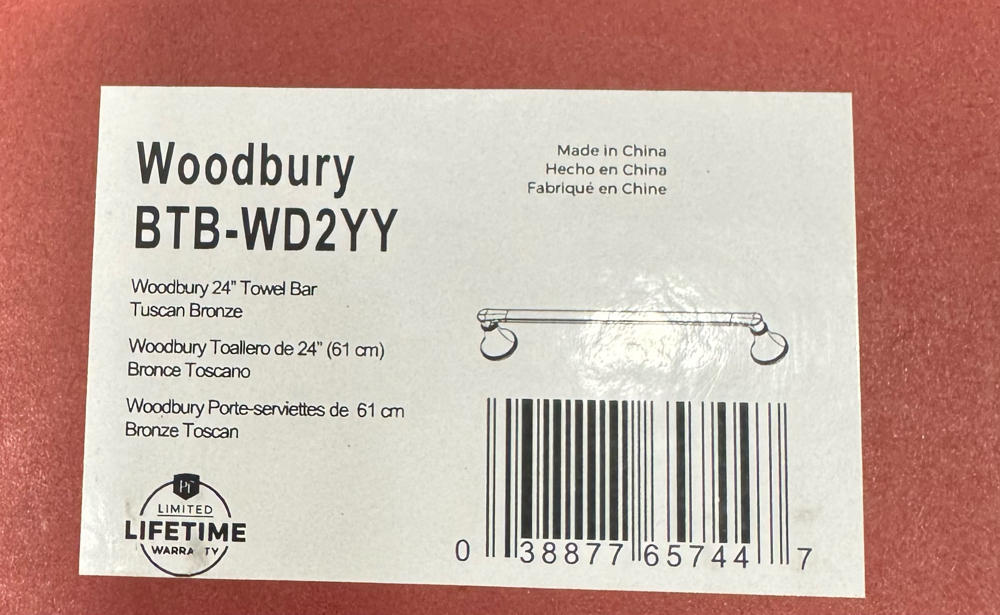 Woodbury
BTB-WD2YY
Woodbury 24" Towel Bar
Tuscan Bronze
Woodbury Toallero de 24" (61 cm)
Bronce Toscano
Woodbury Porte-serviettes de 61 cm
Bronze Toscan
Pf
LIMITED
LIFETIME
WARRA TY
Made in China
Hecho en China
Fabriqué en Chine
0 38877 65744 7